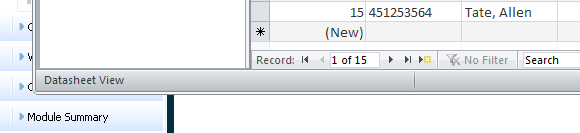 15 451253564 Tate, Allen
(New)
Record: 1 of 15 No Filter Search
Datasheet View
Module Summary